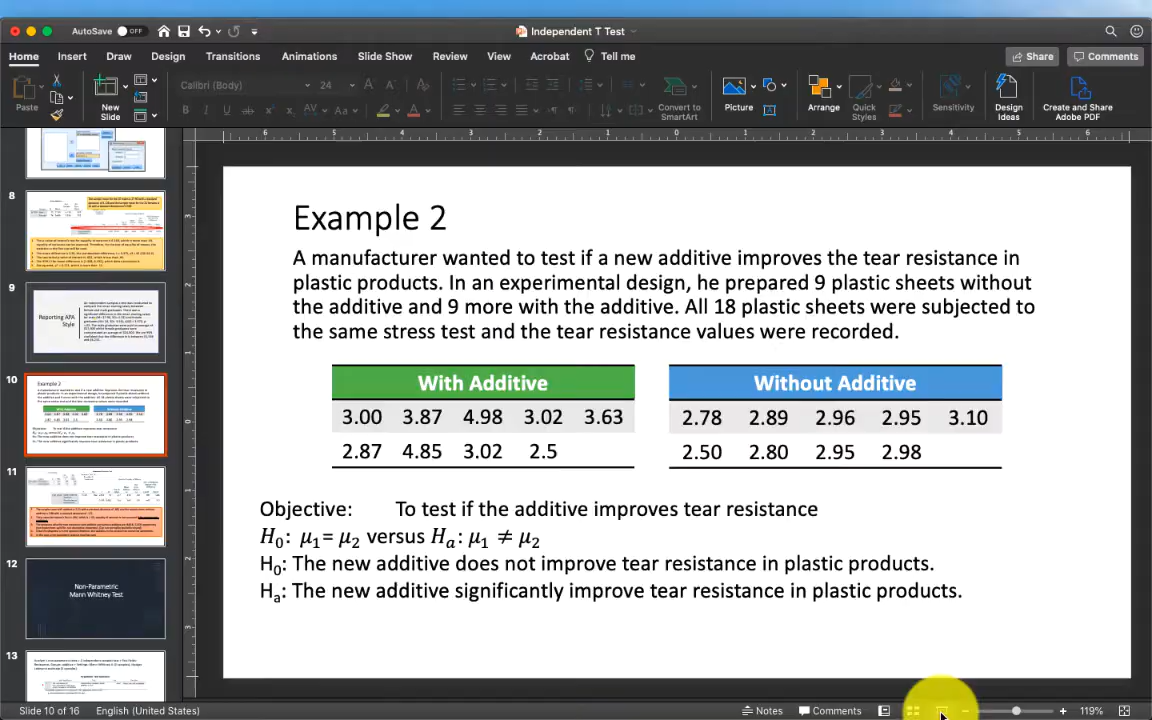 AutoSave OFF
Independent T Test
Home Insert Draw Design Transitions Animations Slide Show Review View Acrobat Tell me
Share Comments
Paste
New Slide
Calibri (Body) 24
Convert to SmartArt
Picture
Arrange
Quick Styles
Sensitivity
Design Ideas
Create and Share Adobe PDF
8
9
Reporting APA Style
10
Example 2
11
12
Non-Parametric
Mann Whitney Test
13
Example 2
A manufacturer wanted to test if a new additive improves the tear resistance in
plastic products. In an experimental design, he prepared 9 plastic sheets without
the additive and 9 more with the additive. All 18 plastic sheets were subjected to
the same stress test and the tear resistance values were recorded.
With Additive
3.00 3.87 4.98 3.02 3.63
2.87 4.85 3.02 2.5
Without Additive
2.78 2.89 2.96 2.95 3.10
2.50 2.80 2.95 2.98
Objective: To test if the additive improves tear resistance
H₀: μ₁= μ₂ versus Hₐ: μ₁ ≠ μ₂
H₀: The new additive does not improve tear resistance in plastic products.
Hₐ: The new additive significantly improve tear resistance in plastic products.
Slide 10 of 16 English (United States)
Notes Comments 119%